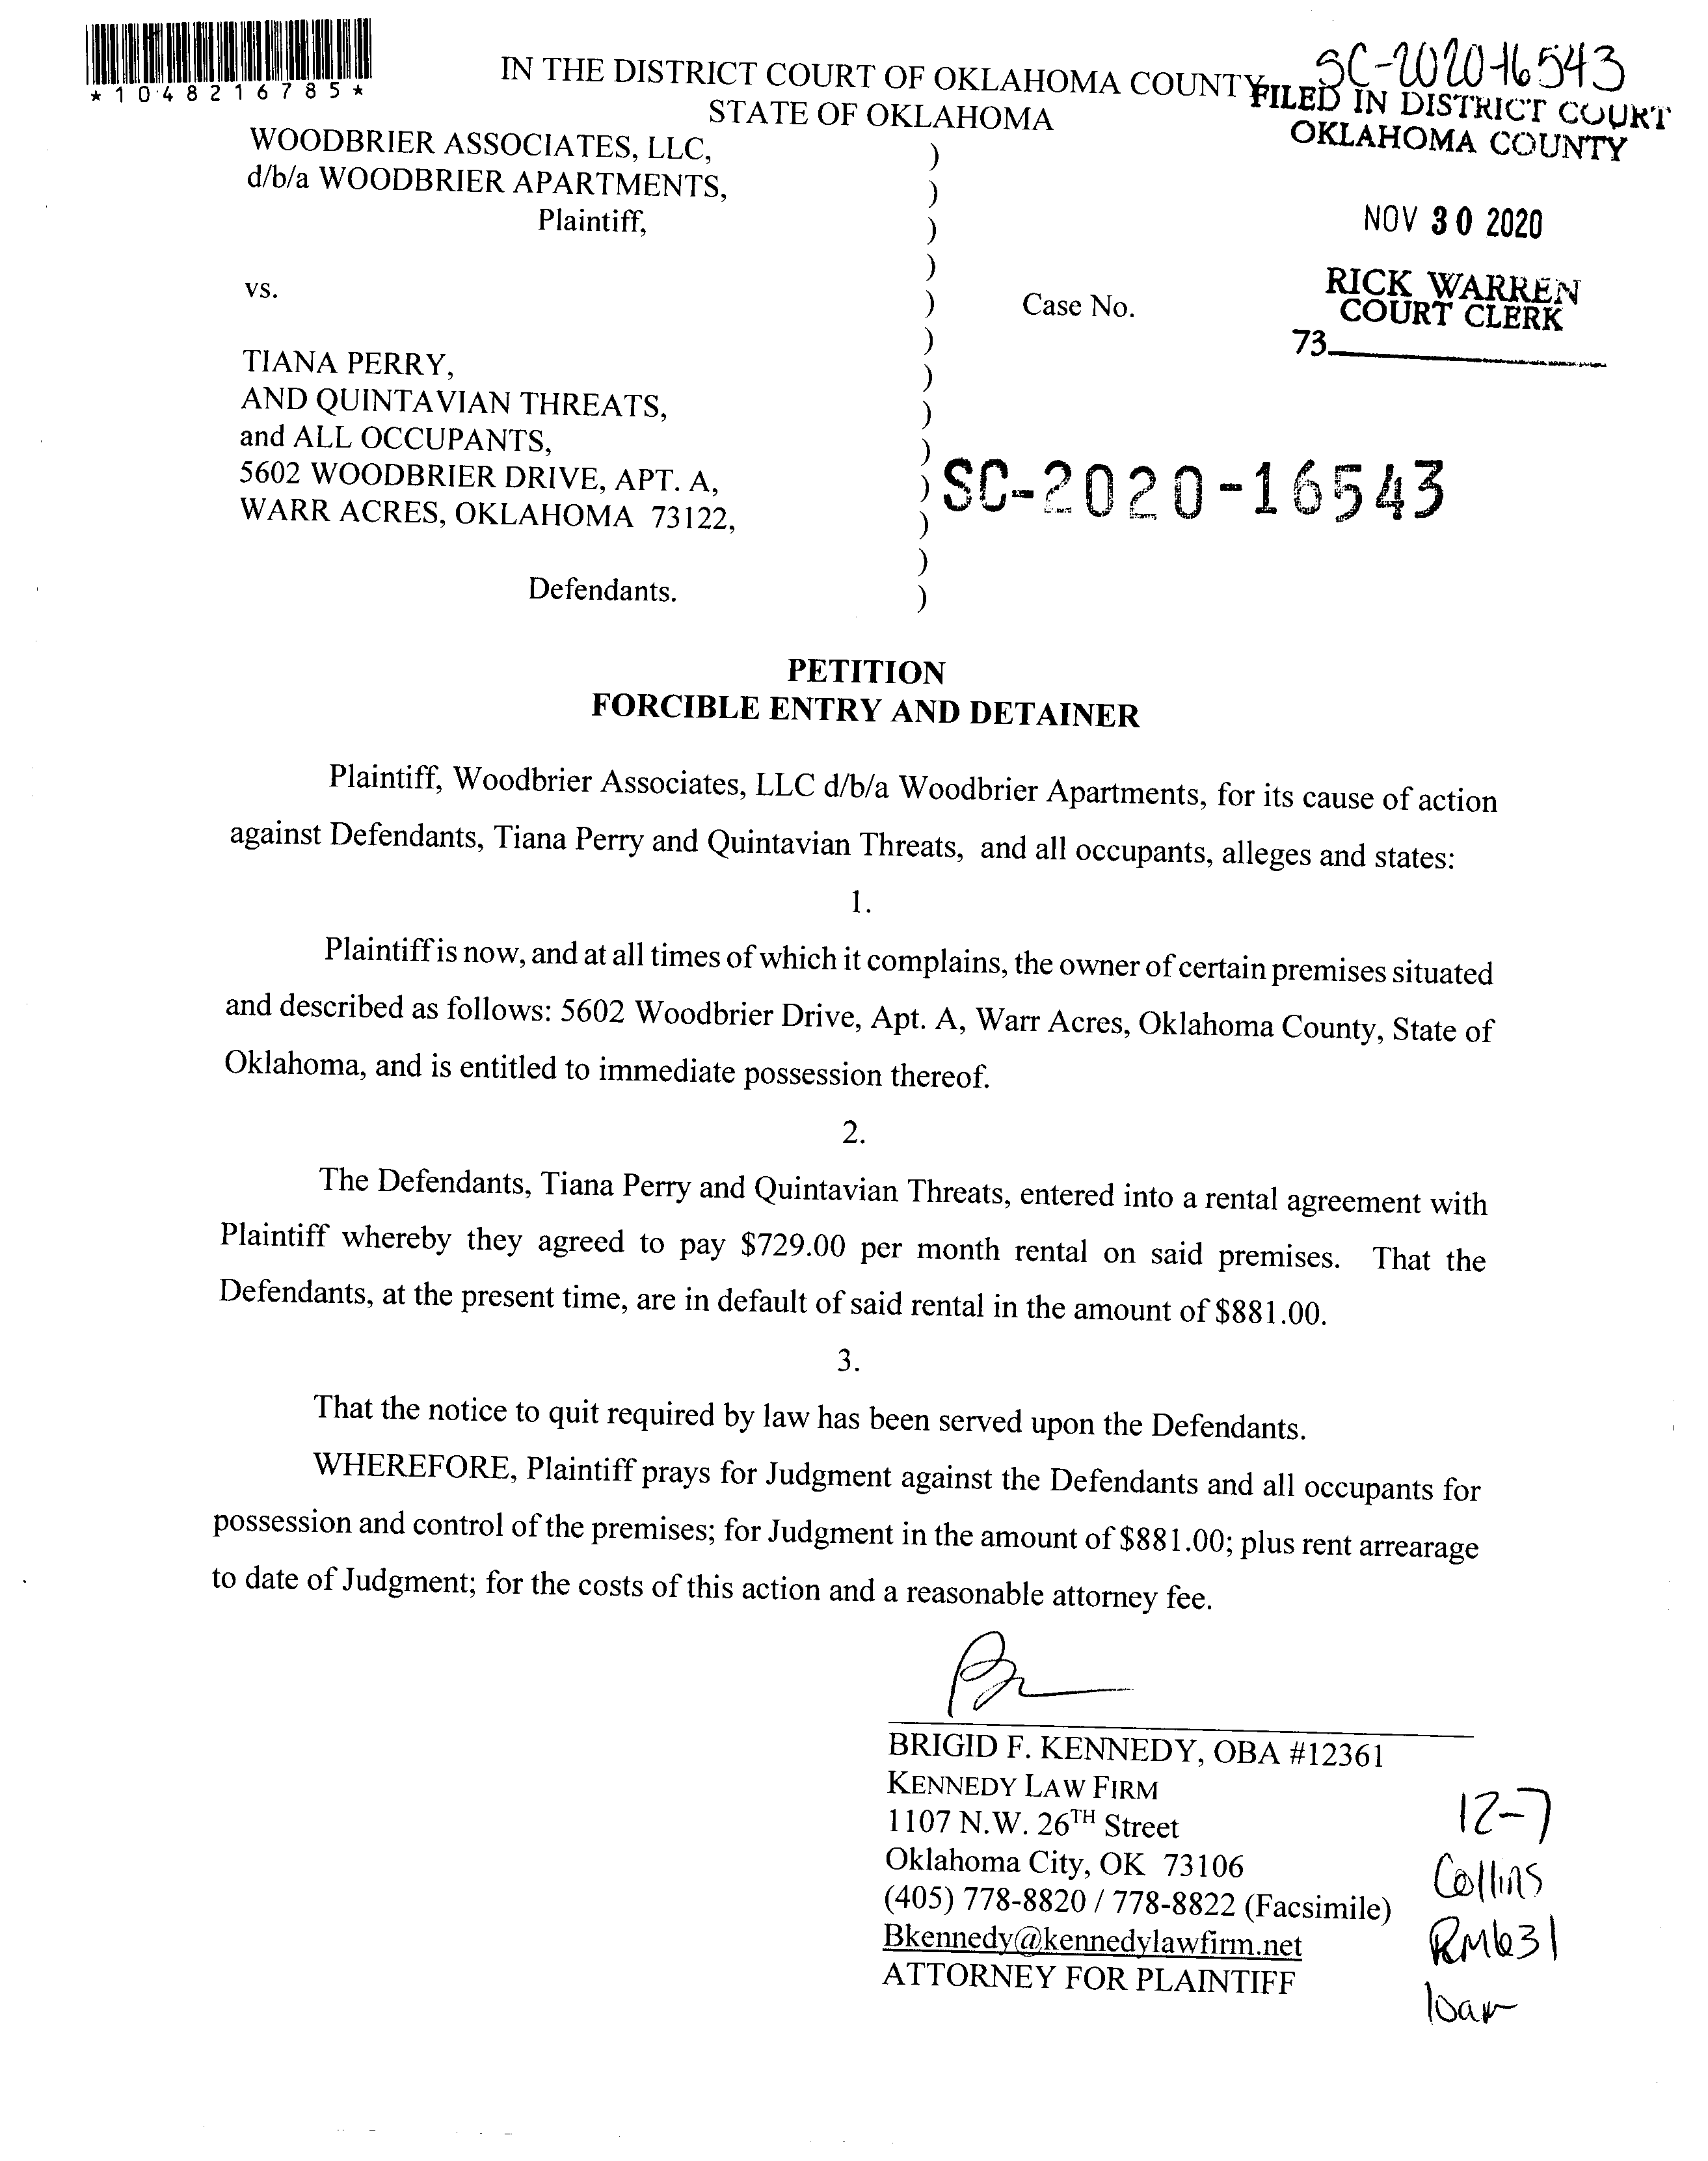 *1048216785*
SC-2020-16543
IN THE DISTRICT COURT OF OKLAHOMA COUNTY
STATE OF OKLAHOMA
FILED IN DISTRICT COURT
OKLAHOMA COUNTY
NOV 30 2020
RICK WARREN
COURT CLERK
73
WOODBRIER ASSOCIATES, LLC,
d/b/a WOODBRIER APARTMENTS,
Plaintiff,
vs.
Case No.
TIANA PERRY,
AND QUINTAVIAN THREATS,
and ALL OCCUPANTS,
5602 WOODBRIER DRIVE, APT. A,
WARR ACRES, OKLAHOMA 73122,
SC-2020-16543
Defendants.
PETITION
FORCIBLE ENTRY AND DETAINER
Plaintiff, Woodbrier Associates, LLC d/b/a Woodbrier Apartments, for its cause of action
against Defendants, Tiana Perry and Quintavian Threats, and all occupants, alleges and states:
1.
Plaintiff is now, and at all times of which it complains, the owner of certain premises situated
and described as follows: 5602 Woodbrier Drive, Apt. A, Warr Acres, Oklahoma County, State of
Oklahoma, and is entitled to immediate possession thereof.
2.
The Defendants, Tiana Perry and Quintavian Threats, entered into a rental agreement with
Plaintiff whereby they agreed to pay $729.00 per month rental on said premises. That the
Defendants, at the present time, are in default of said rental in the amount of $881.00.
3.
That the notice to quit required by law has been served upon the Defendants.
WHEREFORE, Plaintiff prays for Judgment against the Defendants and all occupants for
possession and control of the premises; for Judgment in the amount of $881.00; plus rent arrearage
to date of Judgment; for the costs of this action and a reasonable attorney fee.
BRIGID F. KENNEDY, OBA #12361
KENNEDY LAW FIRM
1107 N.W. 26TH Street
Oklahoma City, OK 73106
(405) 778-8820 / 778-8822 (Facsimile)
Bkennedy@kennedylawfirm.net
ATTORNEY FOR PLAINTIFF
12-7
Collins
RM631
10am